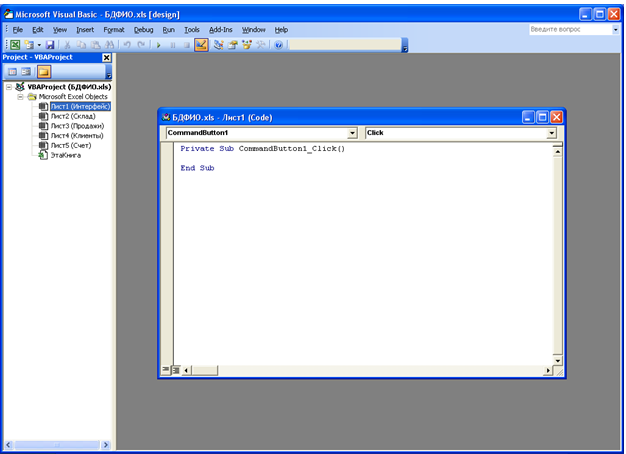 Microsoft Visual Basic - БДФИО.xls [design]
File Edit View Insert Format Debug Run Tools Add-Ins Window Help
Введите вопрос
Project - VBAProject
VBAProject (БДФИО.xls)
Microsoft Excel Objects
Лист1 (Интерфейс)
Лист2 (Склад)
Лист3 (Продажи)
Лист4 (Клиенты)
Лист5 (Счет)
ЭтаКнига
БДФИО.xls - Лист1 (Code)
CommandButton1 Click
Private Sub CommandButton1_Click()
End Sub